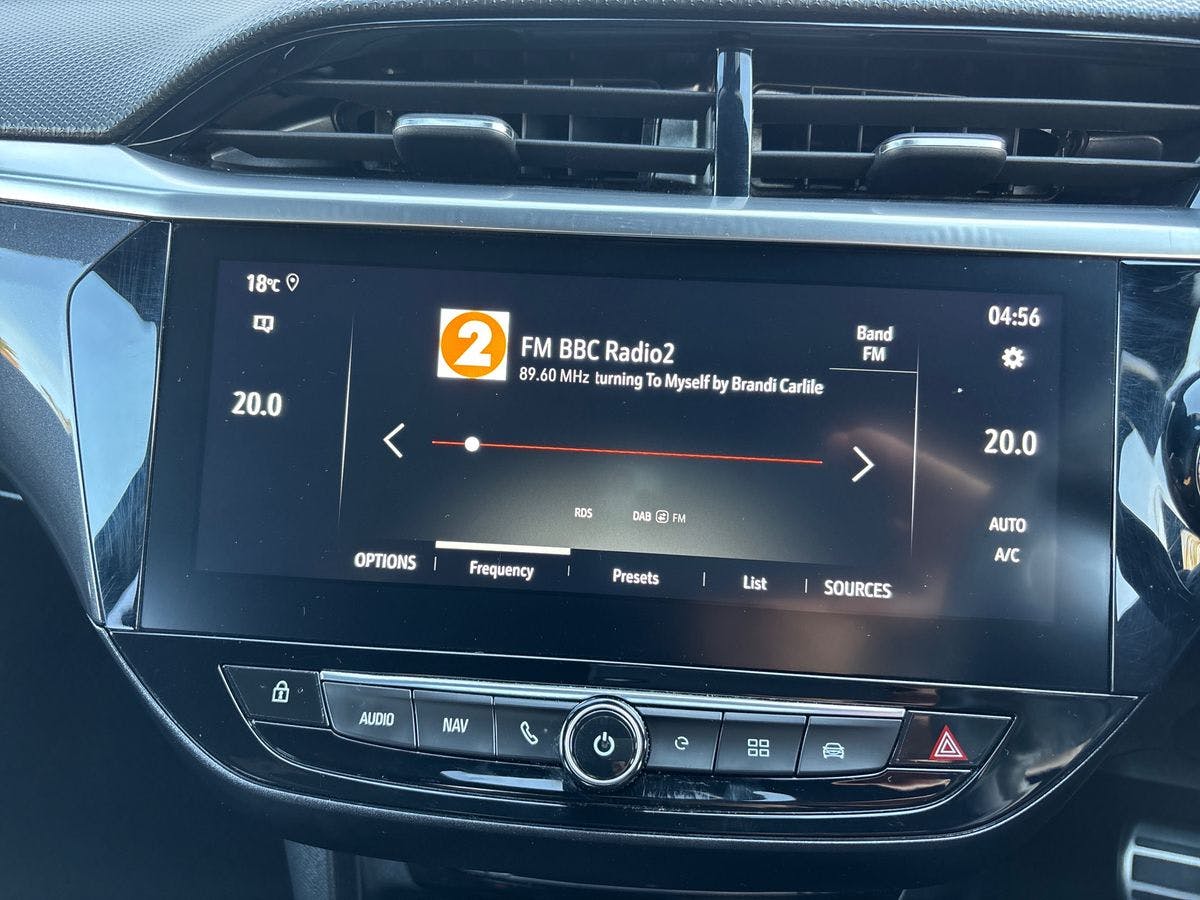 18°C
2
FM BBC Radio2
89.60 MHz turning To Myself by Brandi Carlile
Band
FM
04:56
20.0
20.0
RDS
DAB FM
AUTO
A/C
OPTIONS
Frequency
Presets
List
SOURCES
AUDIO
NAV